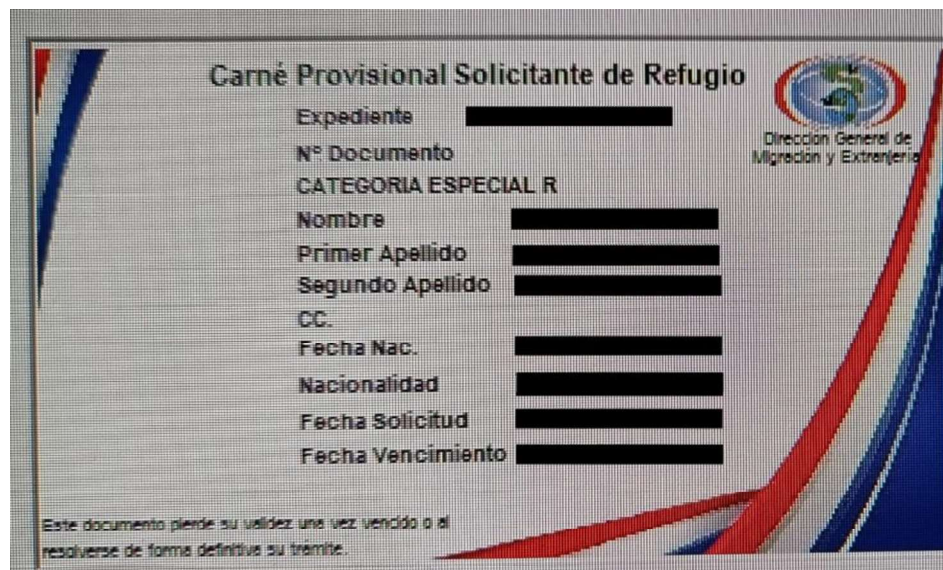 Carné Provisional Solicitante de Refugio
Expediente
Dirección General de
Migración y Extranjería
Nº Documento
CATEGORIA ESPECIAL R
Nombre
Primer Apellido
Segundo Apellido
CC.
Fecha Nac.
Nacionalidad
Fecha Solicitud
Fecha Vencimiento
Este documento pierde su validez una vez vencido o al
resolverse de forma definitiva su trámite.